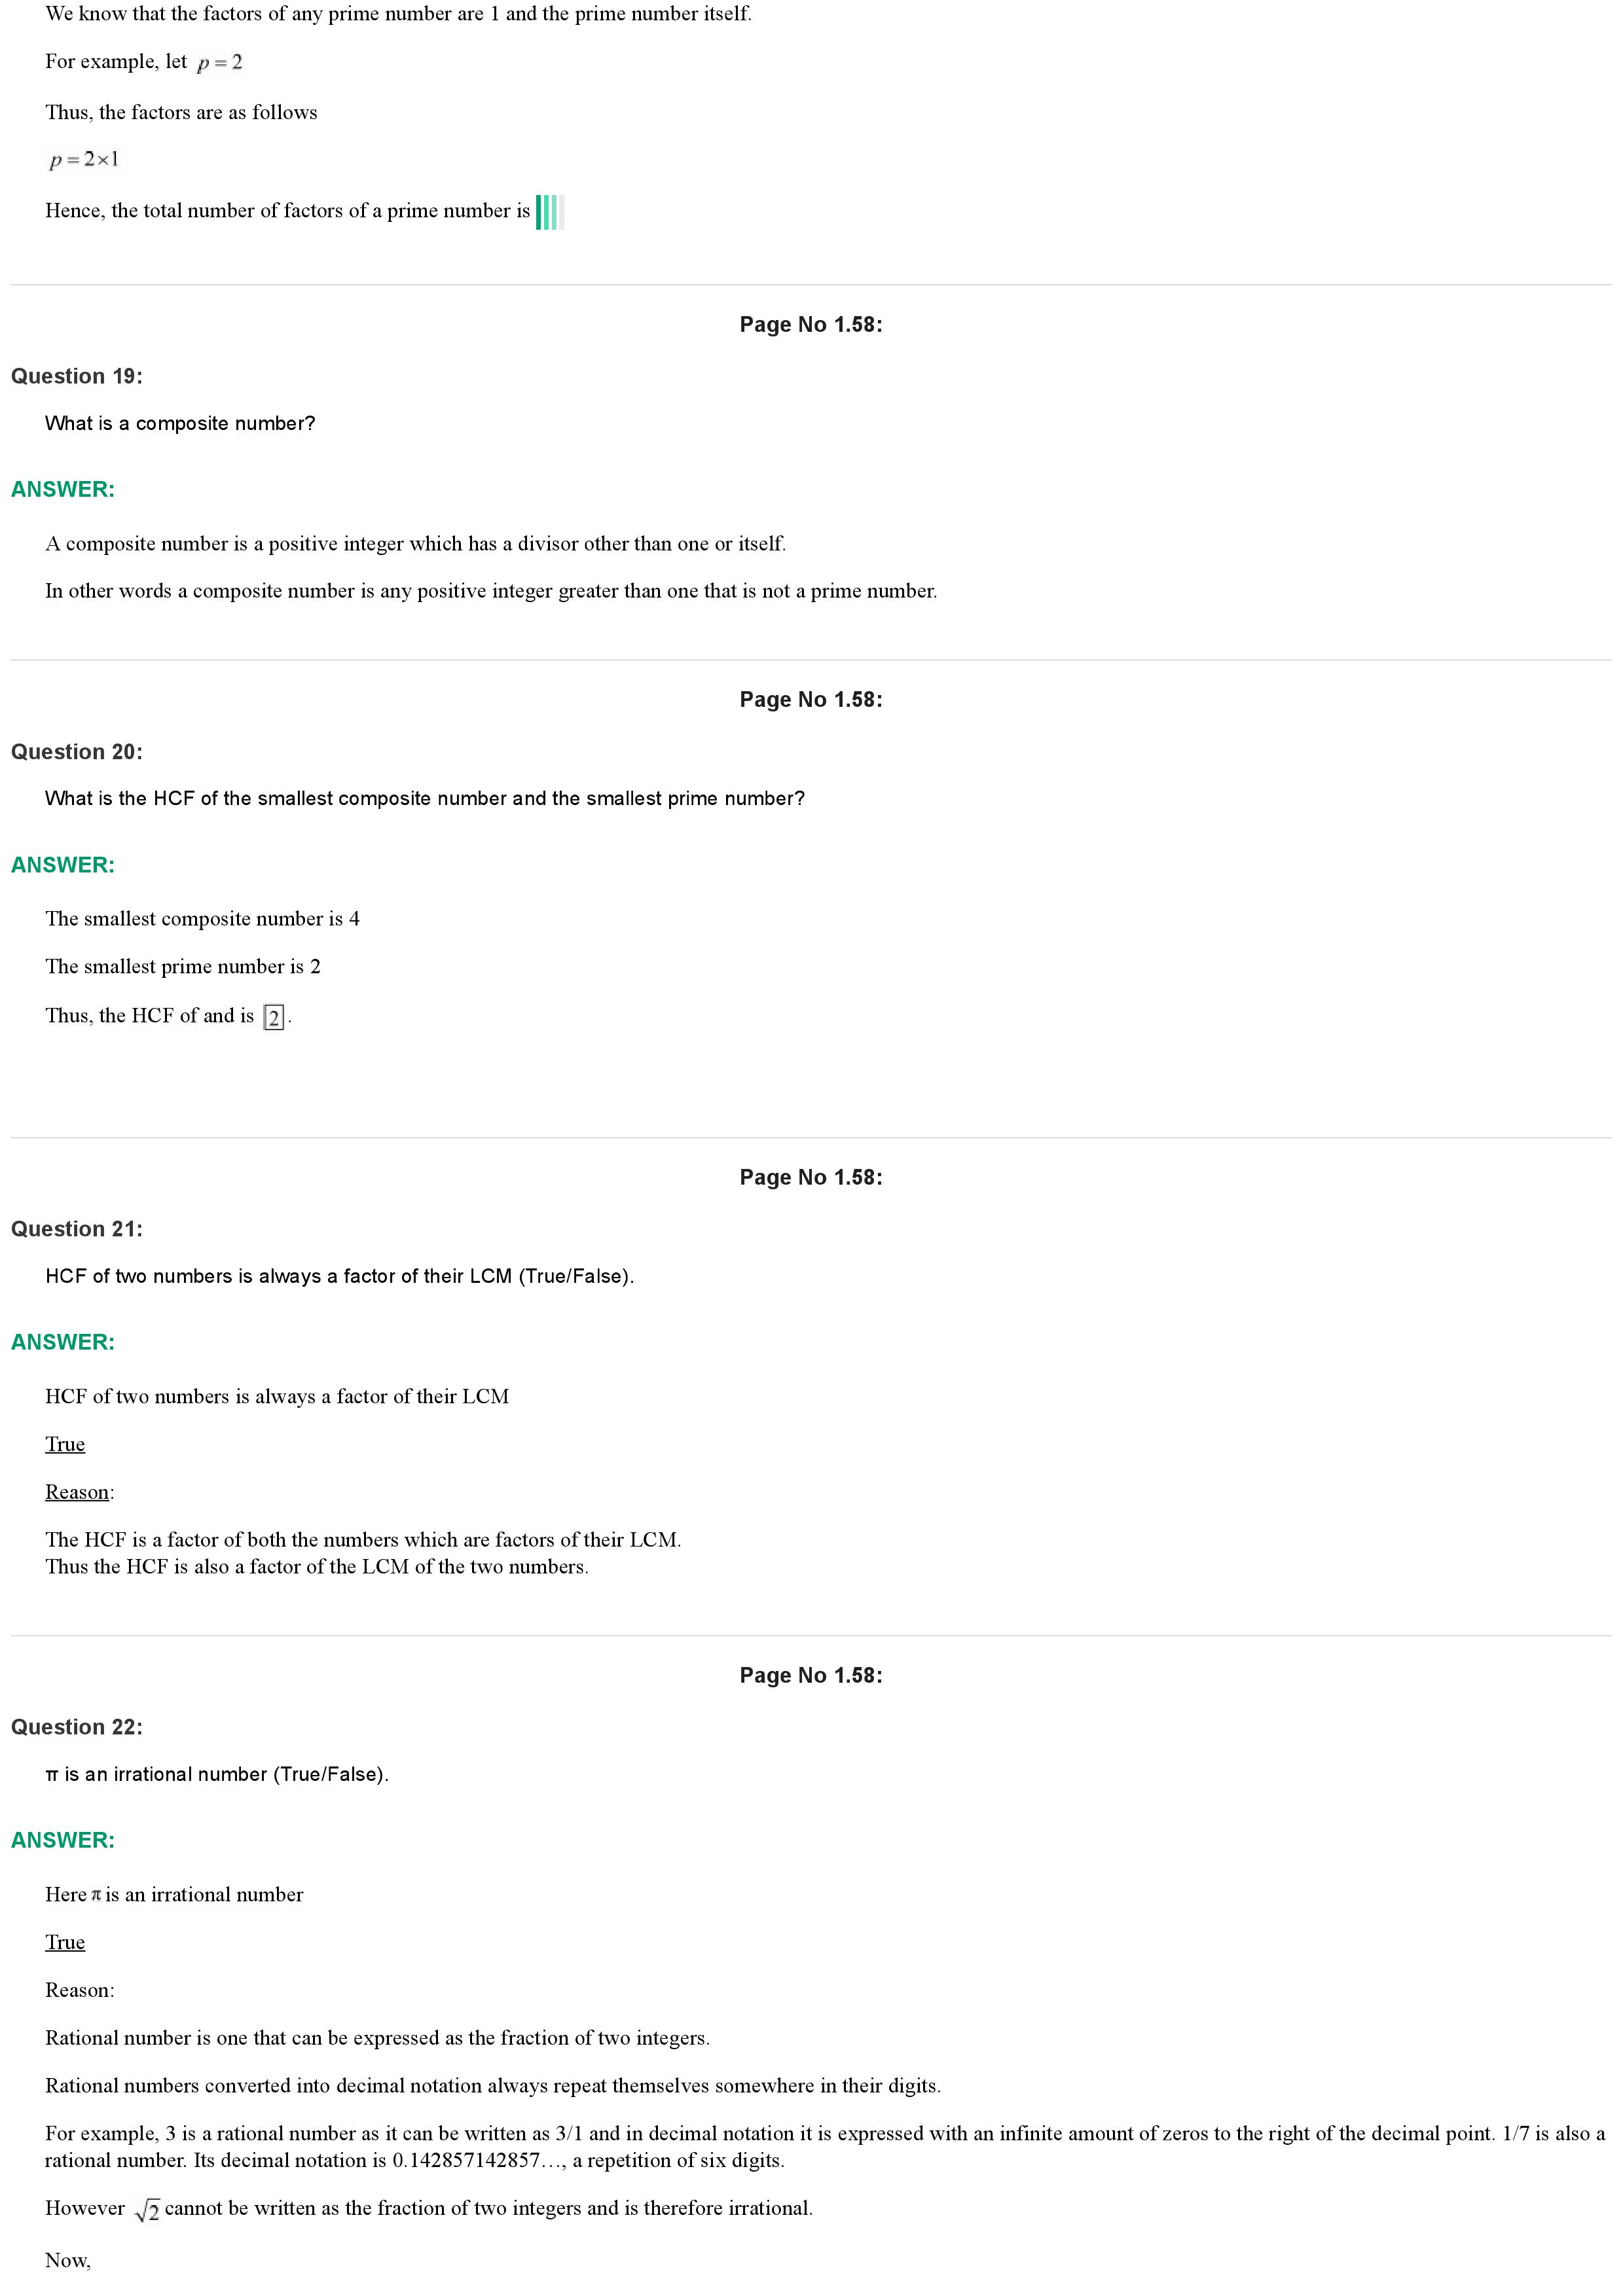 We know that the factors of any prime number are 1 and the prime number itself.
For example, let p = 2
Thus, the factors are as follows
p = 2×1
Hence, the total number of factors of a prime number is
Page No 1.58:
Question 19:
What is a composite number?
ANSWER:
A composite number is a positive integer which has a divisor other than one or itself.
In other words a composite number is any positive integer greater than one that is not a prime number.
Page No 1.58:
Question 20:
What is the HCF of the smallest composite number and the smallest prime number?
ANSWER:
The smallest composite number is 4
The smallest prime number is 2
Thus, the HCF of and is 2.
Page No 1.58:
Question 21:
HCF of two numbers is always a factor of their LCM (True/False).
ANSWER:
HCF of two numbers is always a factor of their LCM
True
Reason:
The HCF is a factor of both the numbers which are factors of their LCM.
Thus the HCF is also a factor of the LCM of the two numbers.
Page No 1.58:
Question 22:
π is an irrational number (True/False).
ANSWER:
Here π is an irrational number
True
Reason:
Rational number is one that can be expressed as the fraction of two integers.
Rational numbers converted into decimal notation always repeat themselves somewhere in their digits.
For example, 3 is a rational number as it can be written as 3/1 and in decimal notation it is expressed with an infinite amount of zeros to the right of the decimal point. 1/7 is also a
rational number. Its decimal notation is 0.142857142857…, a repetition of six digits.
However √2 cannot be written as the fraction of two integers and is therefore irrational.
Now,